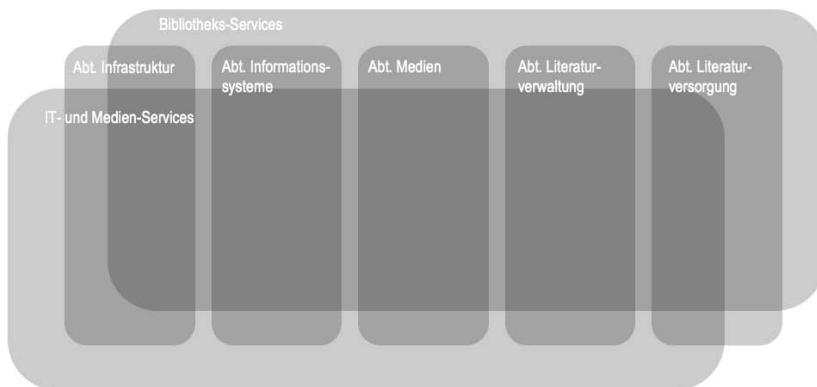 Bibliotheks-Services
Abt. Infrastruktur
Abt. Informations-
systeme
Abt. Medien
Abt. Literatur-
verwaltung
Abt. Literatur-
versorgung
IT- und Medien-Services